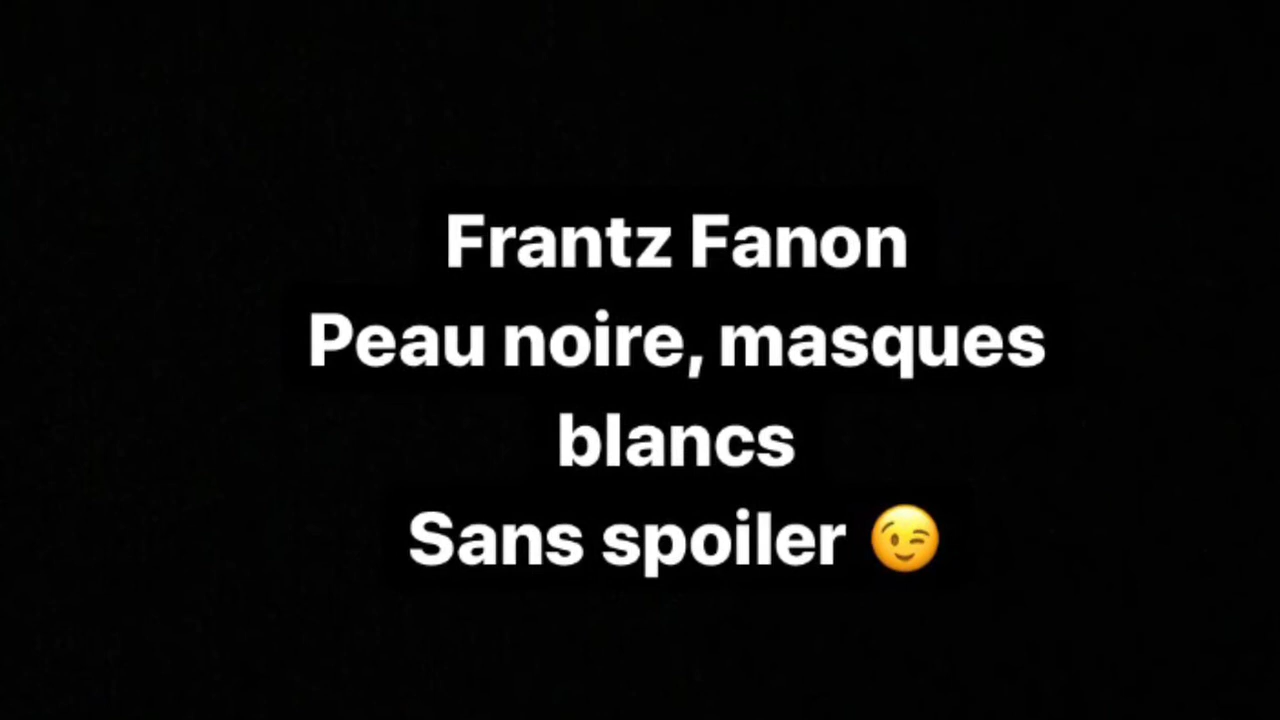 Frantz Fanon
Peau noire, masques
blancs
Sans spoiler 😉